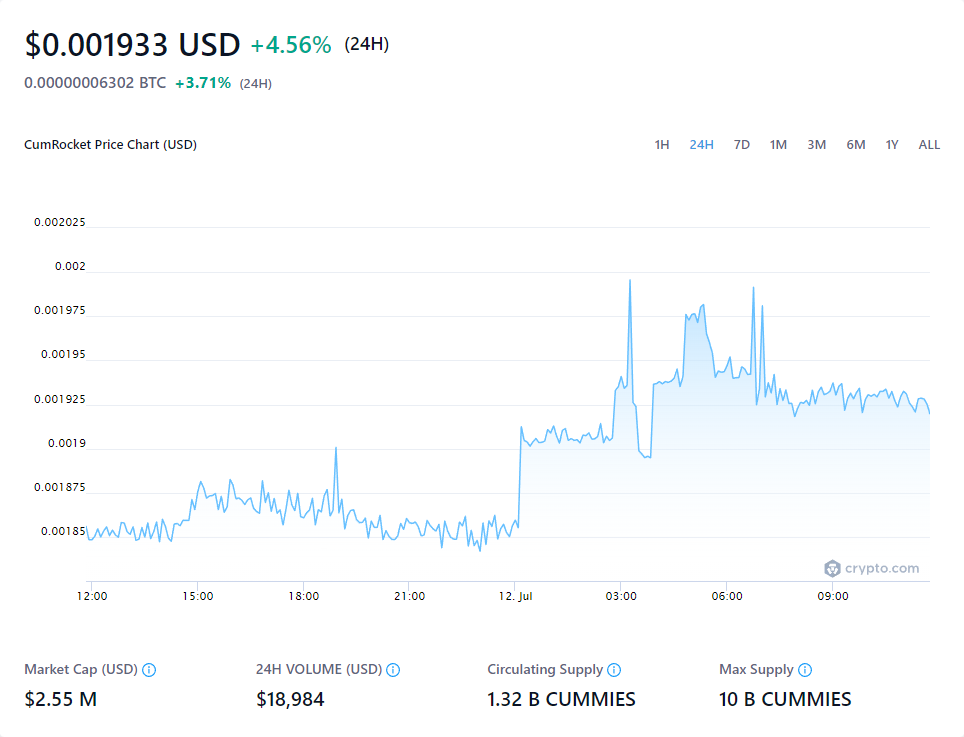 $0.001933 USD +4.56% (24H)
0.00000006302 BTC +3.71% (24H)
CumRocket Price Chart (USD) 1H 24H 7D 1M 3M 6M 1Y ALL
0.002025
0.002
0.001975
0.00195
0.001925
0.0019
0.001875
0.00185
crypto.com
12:00 15:00 18:00 21:00 12. Jul 03:00 06:00 09:00
Market Cap (USD) 24H VOLUME (USD) Circulating Supply Max Supply
$2.55 M $18,984 1.32 B CUMMIES 10 B CUMMIES